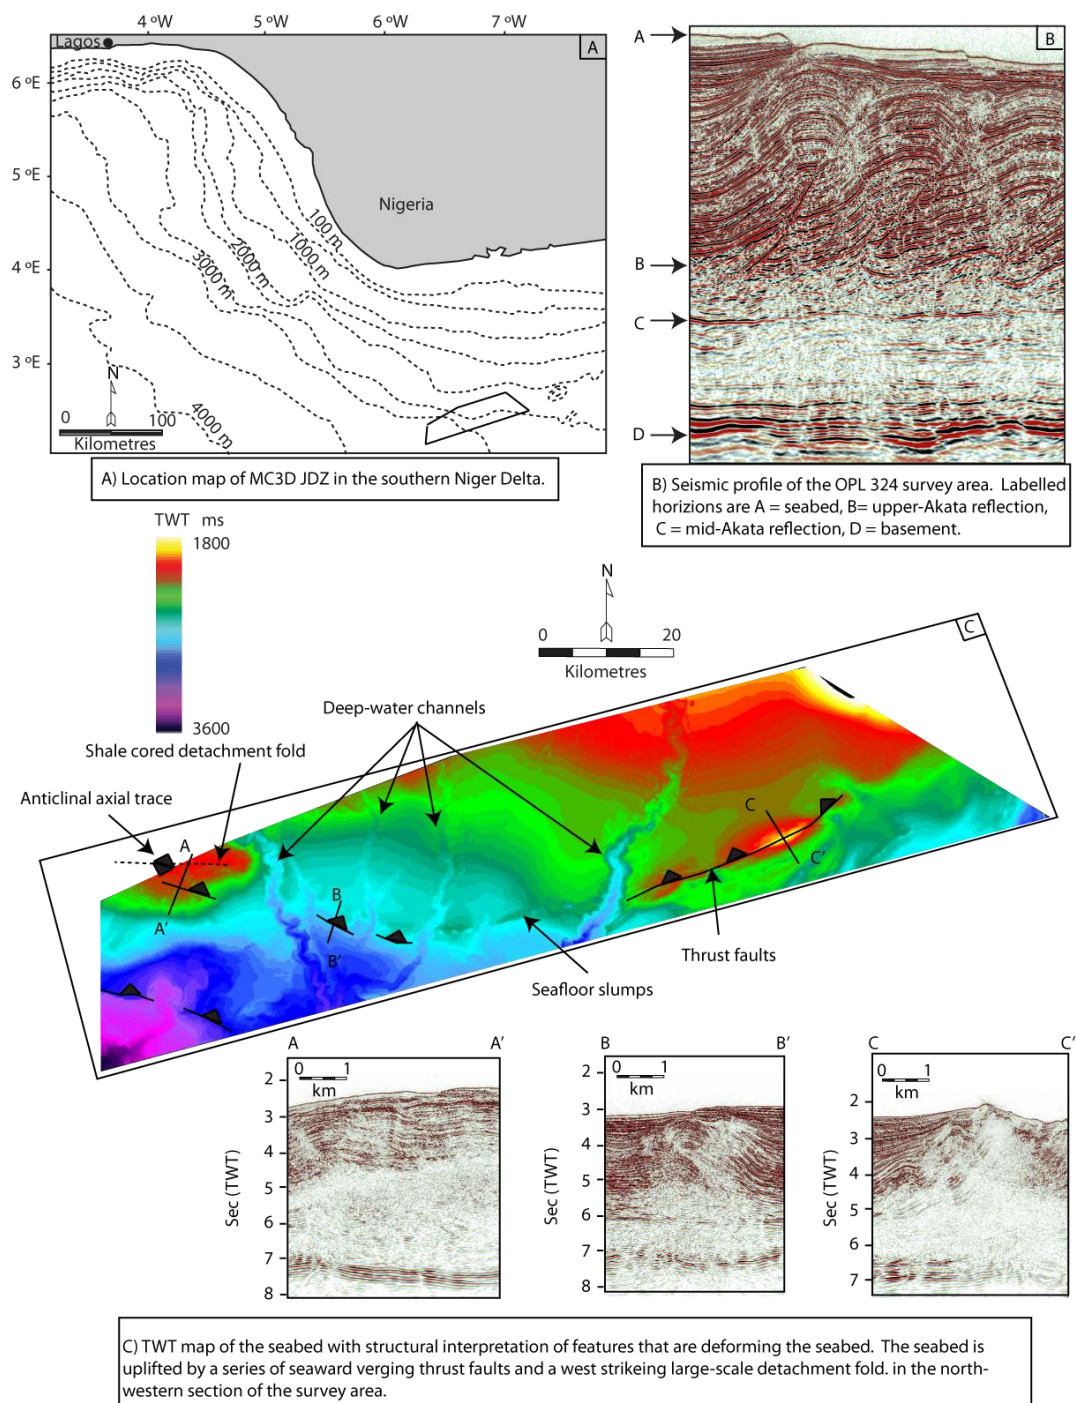 4 ºW
5 ºW
6 ºW
7 ºW
Lagos
A
6 ºE
5 ºE
4 ºE
3 ºE
Nigeria
100 m
1000 m
2000 m
3000 m
4000 m
N
0 100
Kilometres
A) Location map of MC3D JDZ in the southern Niger Delta.
B
A
B
C
D
B) Seismic profile of the OPL 324 survey area. Labelled
horizions are A = seabed, B= upper-Akata reflection,
C = mid-Akata reflection, D = basement.
TWT ms
1800
3600
N
0 20
Kilometres
C
Deep-water channels
Shale cored detachment fold
Anticlinal axial trace
A
A'
B
B'
C
C'
Thrust faults
Seafloor slumps
A A'
0 1
km
2
3
4
5
6
7
8
Sec (TWT)
B B'
0 1
km
2
3
4
5
6
7
8
Sec (TWT)
C C'
0 1
km
2
3
4
5
6
7
Sec (TWT)
C) TWT map of the seabed with structural interpretation of features that are deforming the seabed. The seabed is
uplifted by a series of seaward verging thrust faults and a west strikeing large-scale detachment fold. in the north-
western section of the survey area.